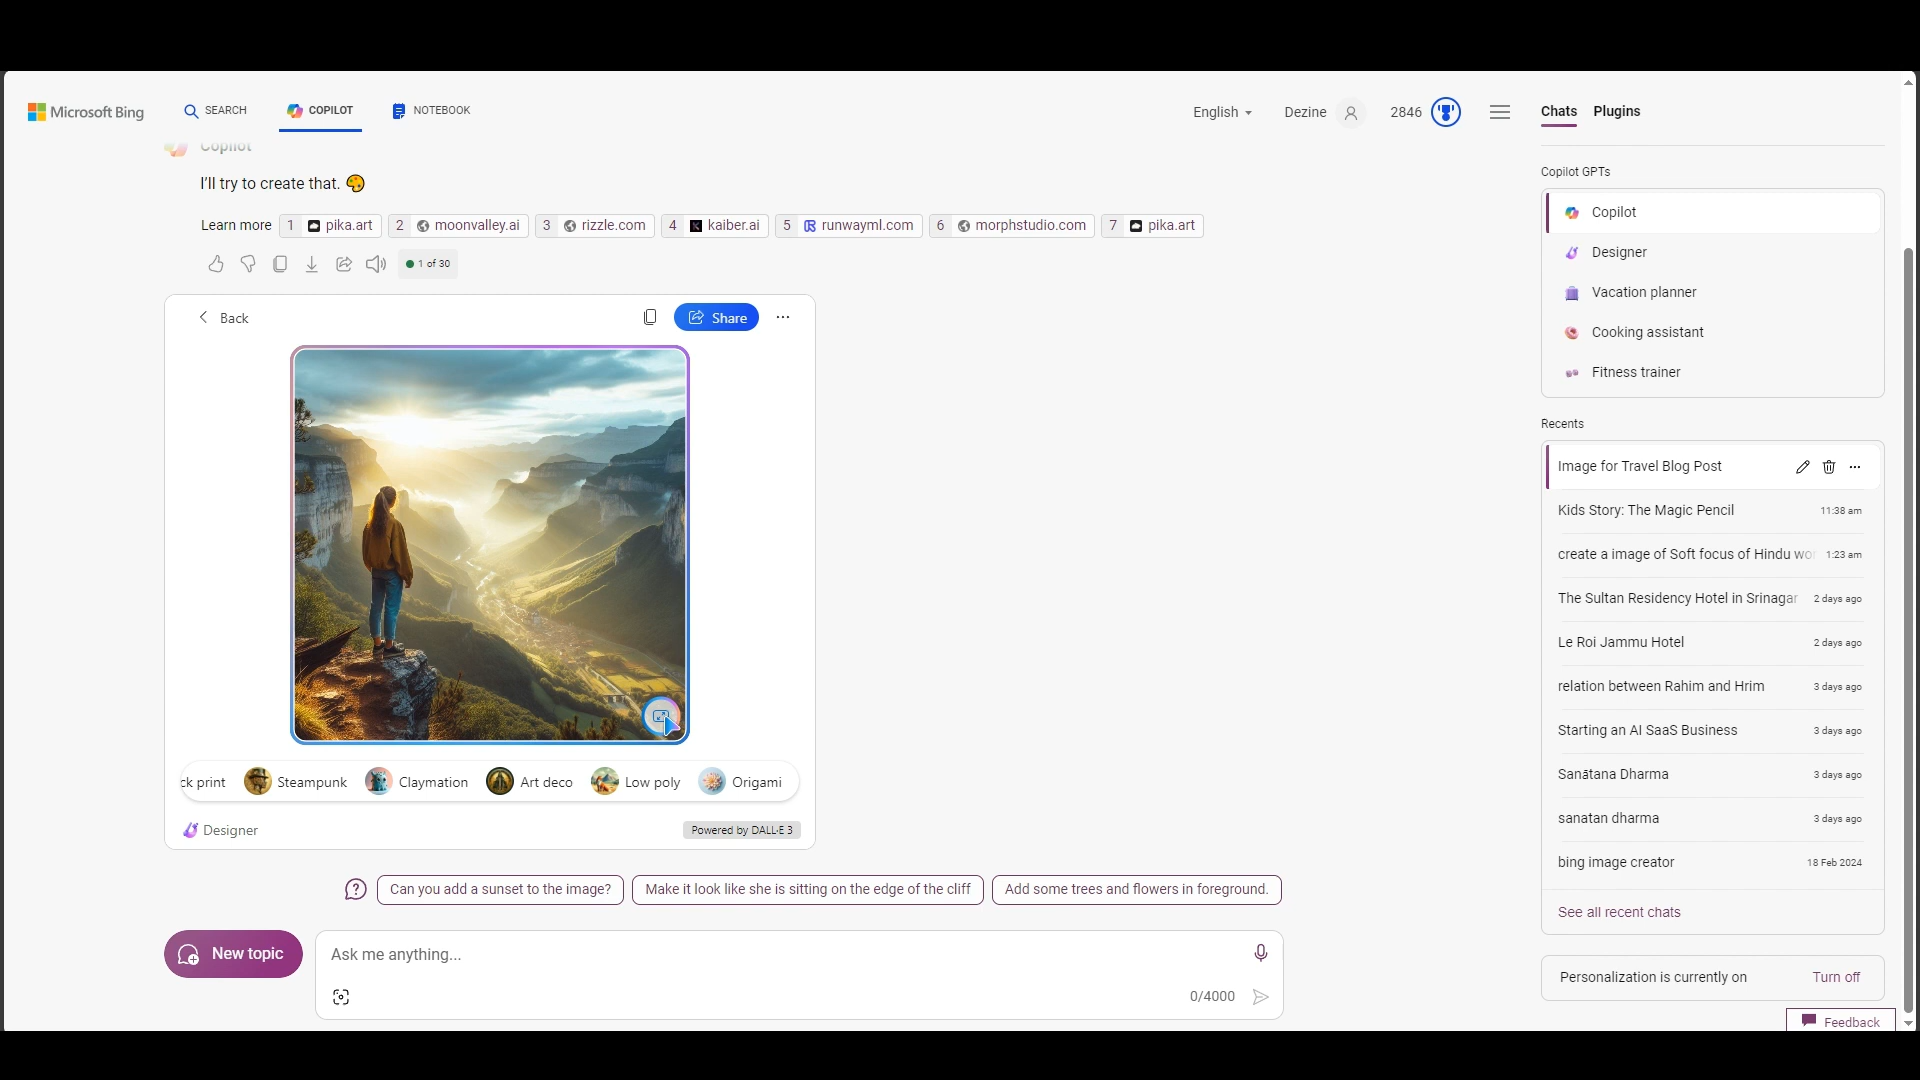 Microsoft Bing
SEARCH
COPILOT
NOTEBOOK
English
Dezine
2846
Chats
Plugins
Copilot
I'll try to create that. 🎨
Learn more
1 pika.art
2 moonvalley.ai
3 rizzle.com
4 kaiber.ai
5 runwayml.com
6 morphstudio.com
7 pika.art
1 of 30
Back
Share
ck print
Steampunk
Claymation
Art deco
Low poly
Origami
Designer
Powered by DALL·E 3
Can you add a sunset to the image?
Make it look like she is sitting on the edge of the cliff
Add some trees and flowers in foreground.
New topic
Ask me anything...
0/4000
Copilot GPTs
Copilot
Designer
Vacation planner
Cooking assistant
Fitness trainer
Recents
Image for Travel Blog Post
Kids Story: The Magic Pencil 11:38 am
create a image of Soft focus of Hindu wo 1:23 am
The Sultan Residency Hotel in Srinagar 2 days ago
Le Roi Jammu Hotel 2 days ago
relation between Rahim and Hrim 3 days ago
Starting an AI SaaS Business 3 days ago
Sanātana Dharma 3 days ago
sanatan dharma 3 days ago
bing image creator 18 Feb 2024
See all recent chats
Personalization is currently on Turn off
Feedback